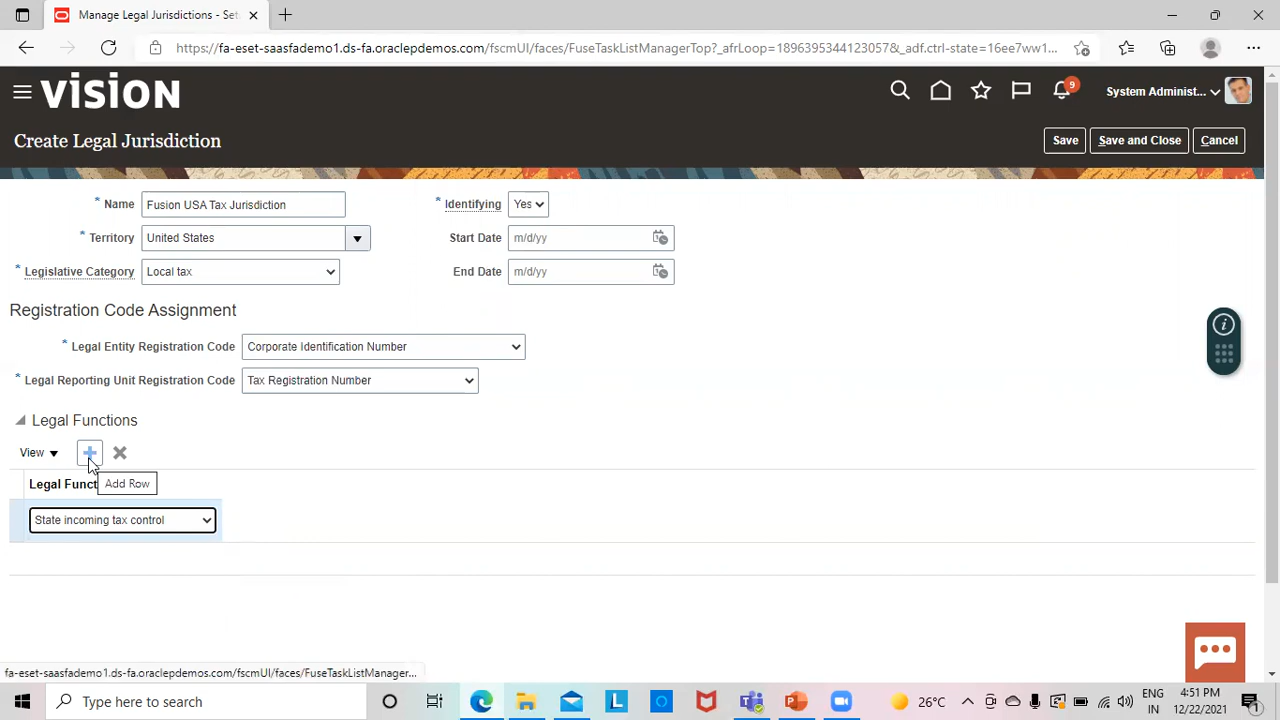 Manage Legal Jurisdictions - Set
https://fa-eset-saasfademo1.ds-fa.oraclepdemos.com/fscmUI/faces/FuseTaskListManagerTop?_afrLoop=18963953441230578&_adf.ctrl-state=16ee7ww1...
VISION
9
System Administ...
Create Legal Jurisdiction
Save
Save and Close
Cancel
* Name Fusion USA Tax Jurisdiction
* Identifying Yes
* Territory United States
Start Date m/d/yy
* Legislative Category Local tax
End Date m/d/yy
Registration Code Assignment
* Legal Entity Registration Code Corporate Identification Number
* Legal Reporting Unit Registration Code Tax Registration Number
Legal Functions
View
Legal Funct
Add Row
State incoming tax control
fa-eset-saasfademo1.ds-fa.oraclepdemos.com/fscmUI/faces/FuseTaskListManager...
Type here to search
26°C
ENG
IN
4:51 PM
12/22/2021